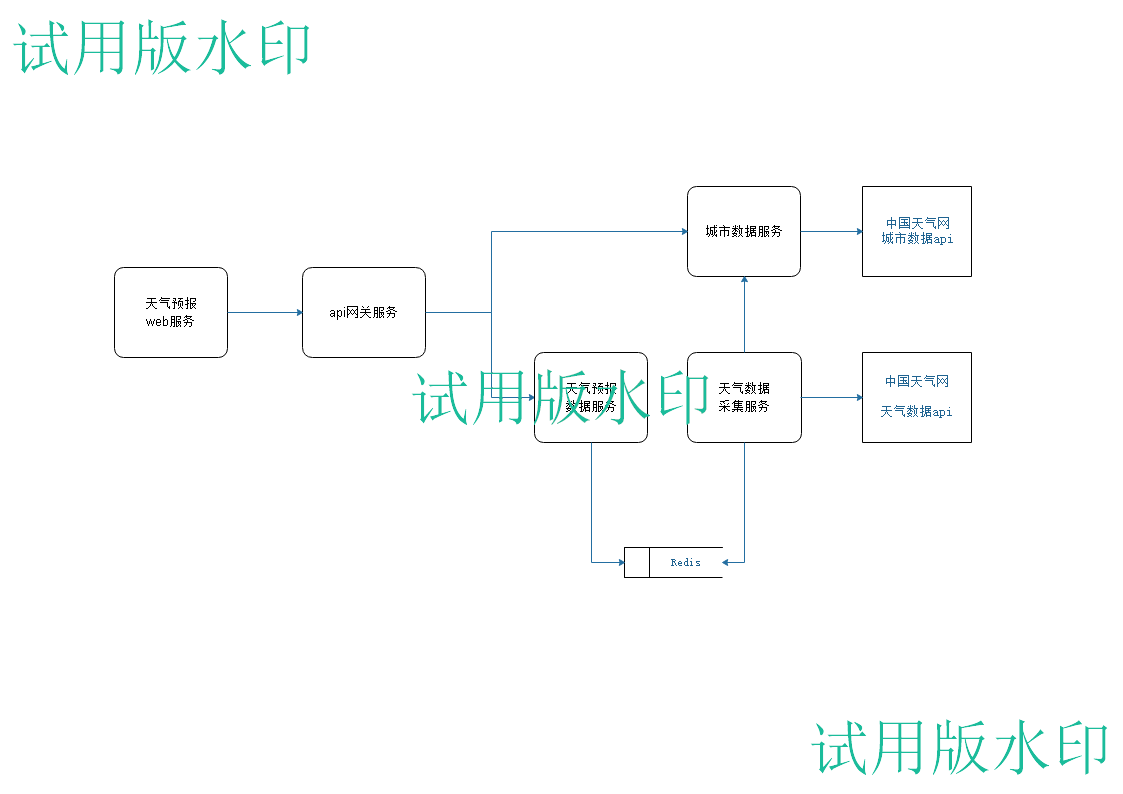 试用版水印
城市数据服务
中国天气网
城市数据api
天气预报
web服务
api网关服务
试用版水印
天气预报
数据服务
天气数据
采集服务
中国天气网
天气数据api
Redis
试用版水印